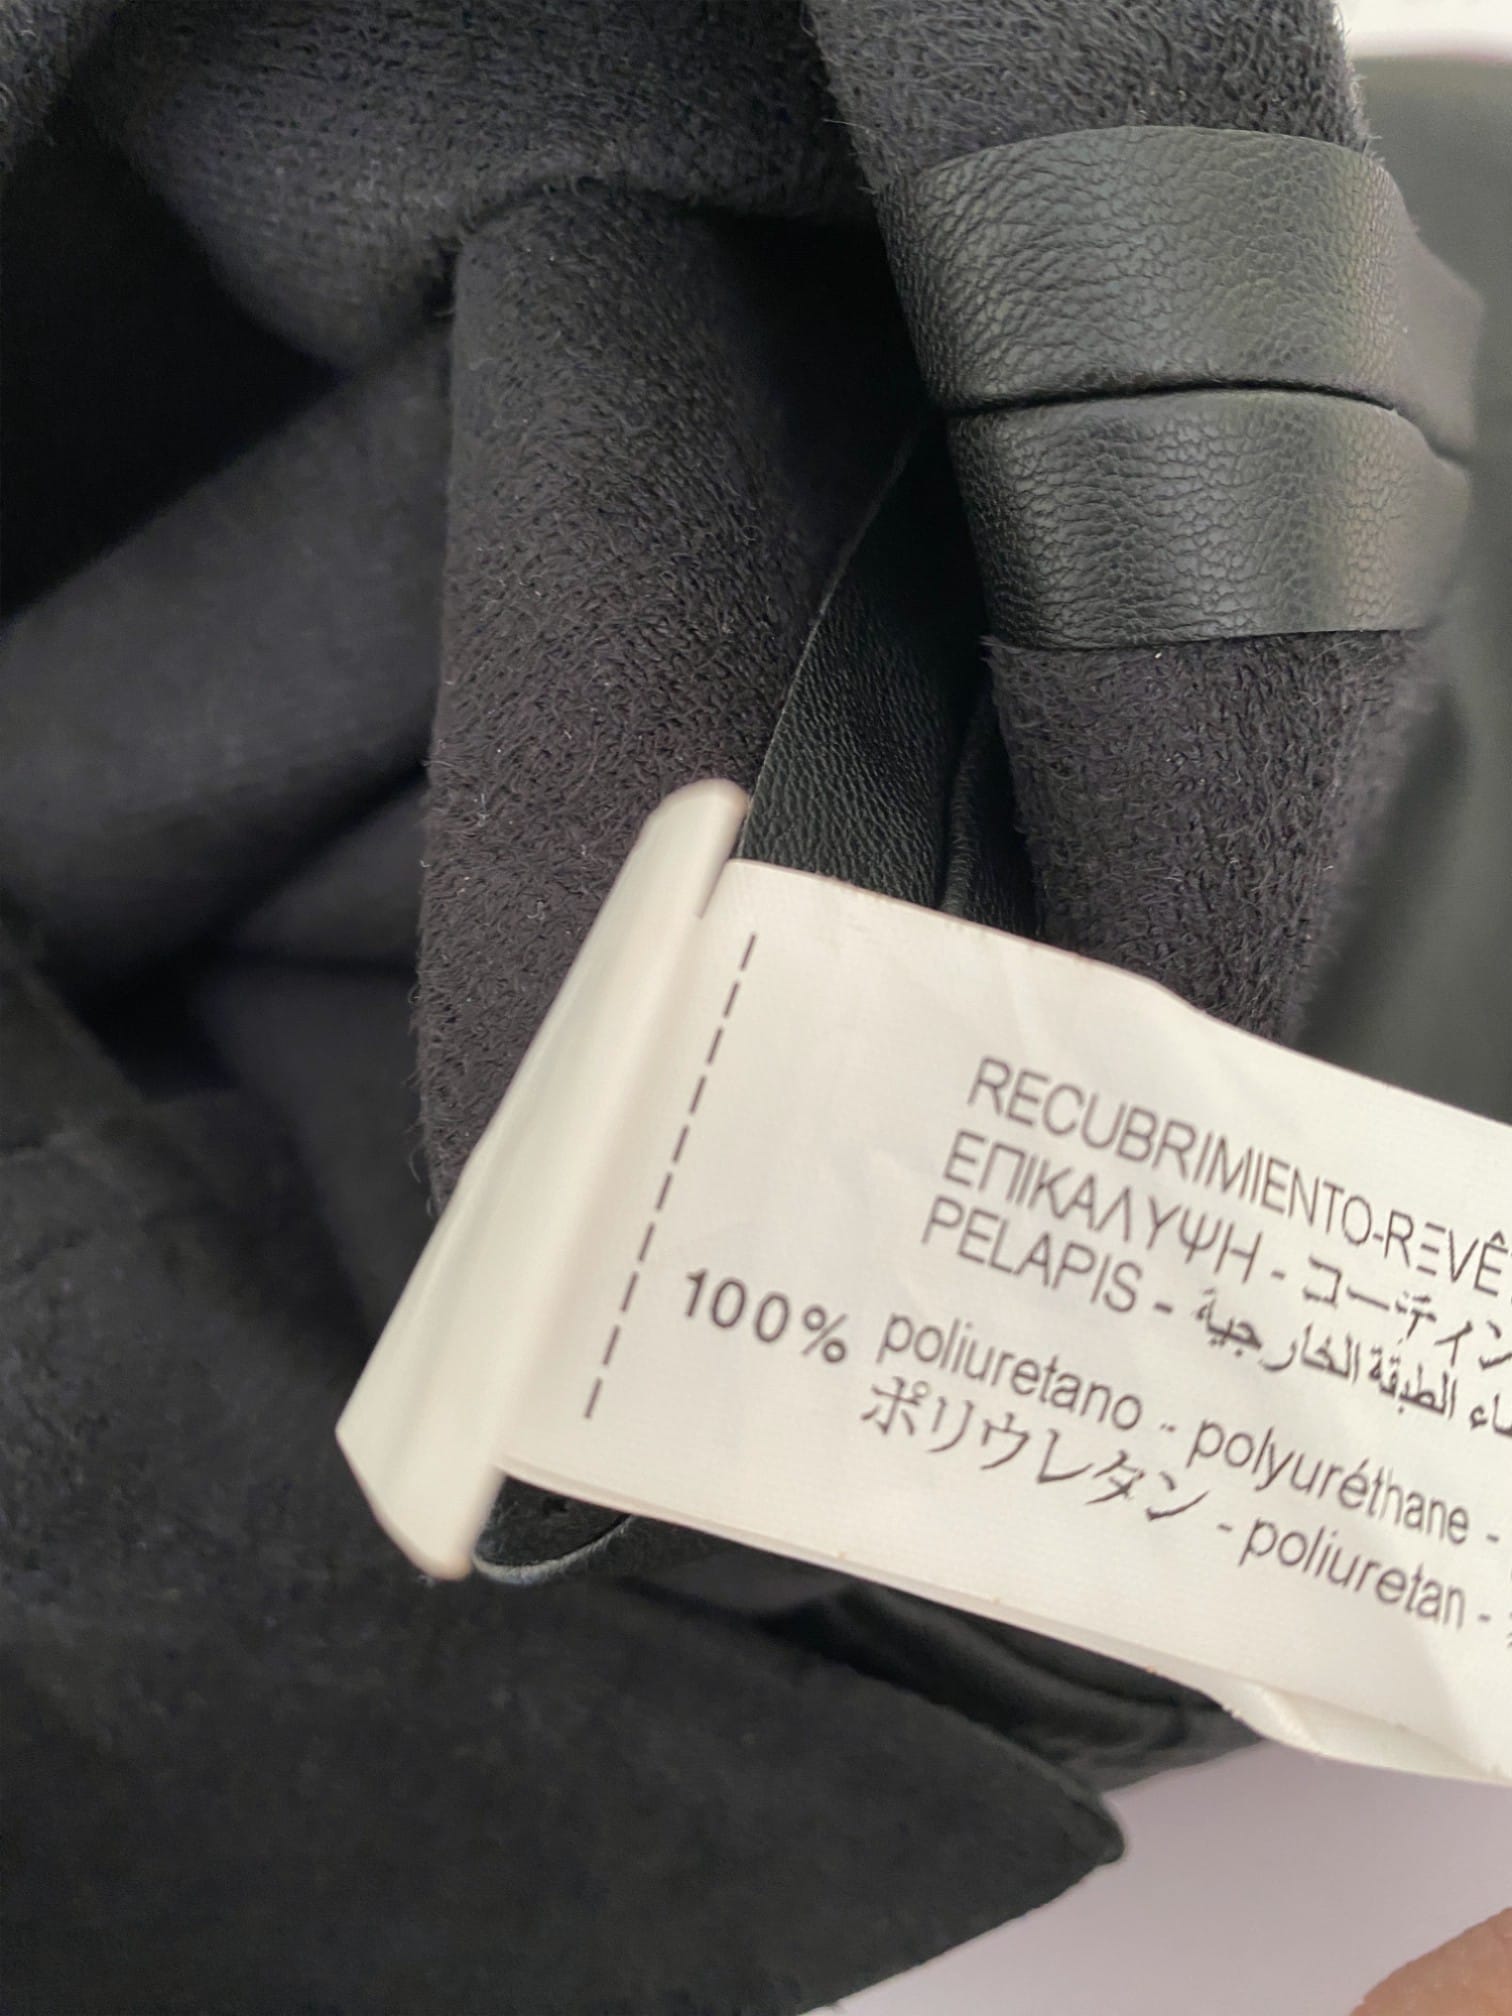 RECUBRIMIENTO-REVÊ
ΕΠΙΚΑΛΥΨΗ - コーティン
PELAPIS - الطبقة الخارجية
100% poliuretano - polyuréthane -
ポリウレタン - poliuretan -